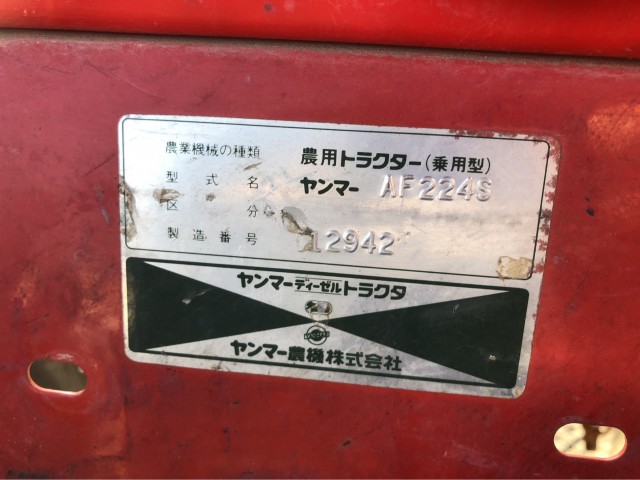 農業機械の種類 農用トラクター(乗用型)
型式名 ヤンマー AF224S
区分
製造番号 12942
ヤンマーディーゼルトラクタ
ヤンマー農機株式会社